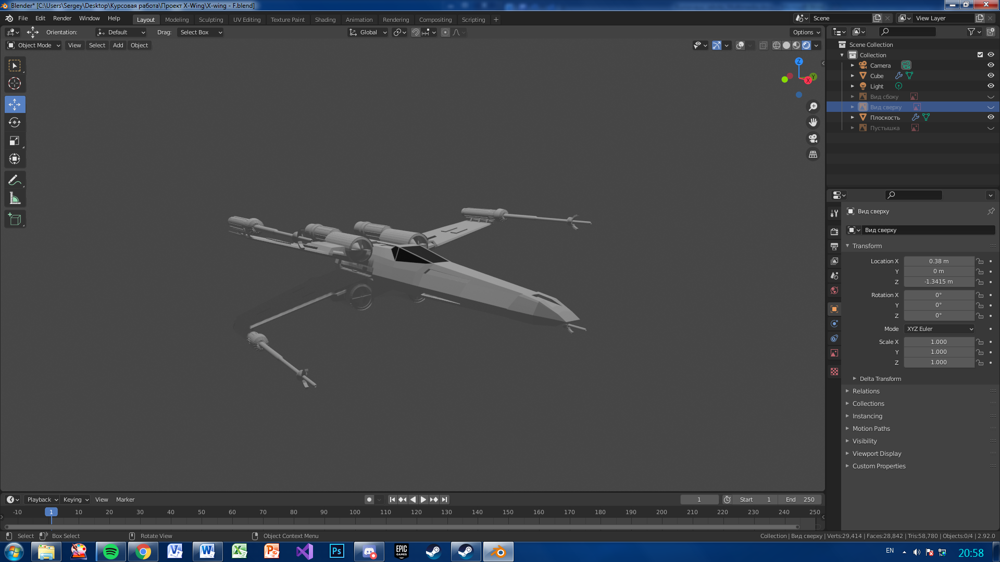 Blender* [C:\Users\Sergey\Desktop\Курсовая работа\Проект X-Wing\X-wing - F.blend]
File Edit Render Window Help Layout Modeling Sculpting UV Editing Texture Paint Shading Animation Rendering Compositing Scripting Scene View Layer
Orientation: Default Drag: Select Box Global Options
Object Mode View Select Add Object
Z
Y
X
Scene Collection
Collection
Camera
Cube
Light
Вид сбоку
Вид сверху
Плоскость
Пустышка
Вид сверху
Вид сверху
Transform
Location X 0.38 m
Y 0 m
Z -1.3415 m
Rotation X 0°
Y 0°
Z 0°
Mode XYZ Euler
Scale X 1.000
Y 1.000
Z 1.000
Delta Transform
Relations
Collections
Instancing
Motion Paths
Visibility
Viewport Display
Custom Properties
Playback Keying View Marker 1 Start 1 End 250
-10 1 10 20 30 40 50 60 70 80 90 100 110 120 130 140 150 160 170 180 190 200 210 220 230 240 250
Select Box Select Rotate View Object Context Menu Collection | Вид сверху | Verts:29,414 | Faces:28,842 | Tris:58,780 | Objects:0/4 | 2.92.0
Ps EPIC GAMES EN 20:58